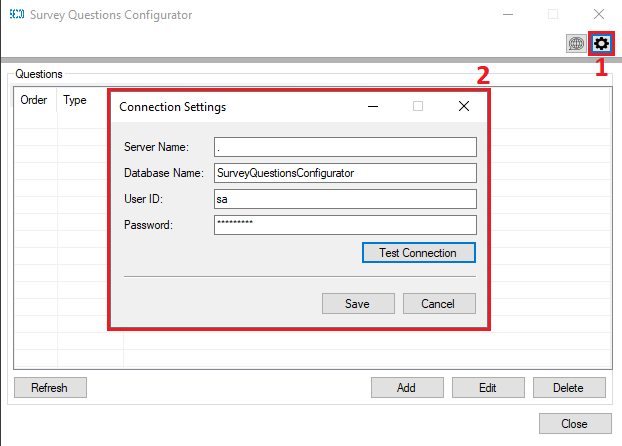 SECO Survey Questions Configurator
1
Questions
2
Order Type
Connection Settings
Server Name: .
Database Name: SurveyQuestionsConfigurator
User ID: sa
Password: *********
Test Connection
Save Cancel
Refresh Add Edit Delete
Close